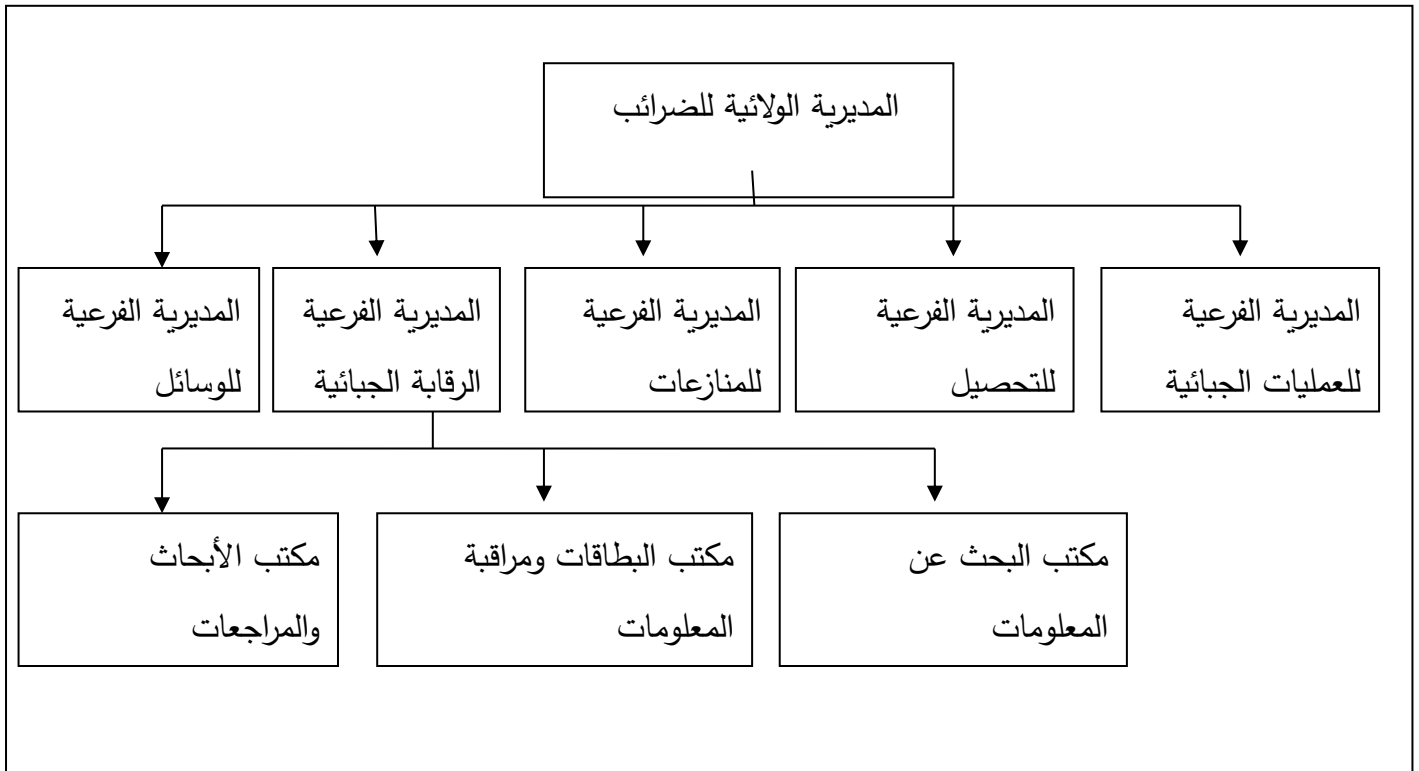 المديرية الولائية للضرائب
المديرية الفرعية
للعمليات الجبائية
المديرية الفرعية
للتحصيل
المديرية الفرعية
للمنازعات
المديرية الفرعية
الرقابة الجبائية
المديرية الفرعية
للوسائل
مكتب البحث عن
المعلومات
مكتب البطاقات ومراقبة
المعلومات
مكتب الأبحاث
والمراجعات